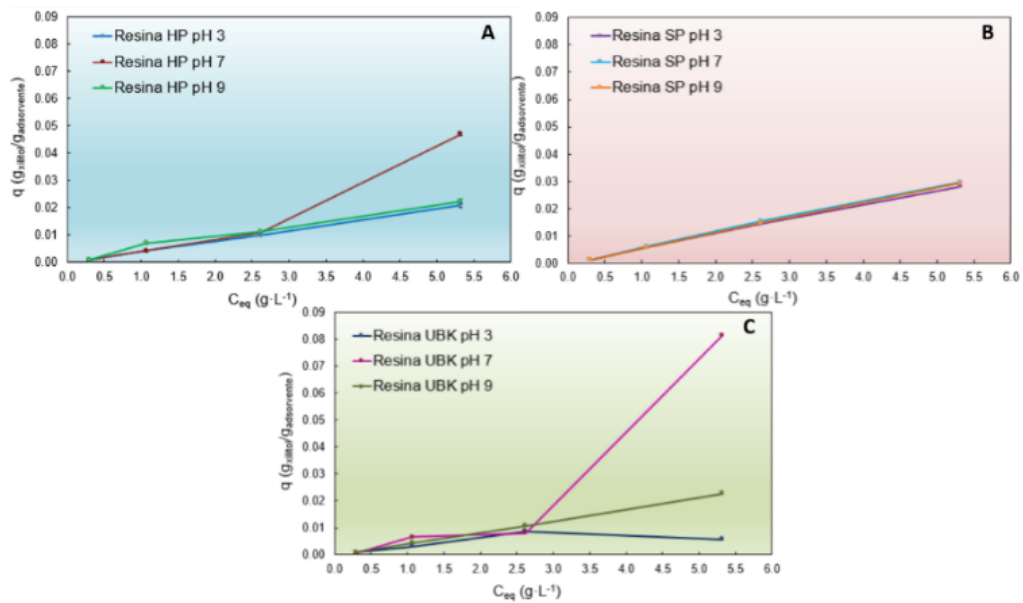 A
Resina HP pH 3
Resina HP pH 7
Resina HP pH 9
q (g xilitol/g adsorvente)
0.09
0.08
0.07
0.06
0.05
0.04
0.03
0.02
0.01
0.00
0.0 0.5 1.0 1.5 2.0 2.5 3.0 3.5 4.0 4.5 5.0 5.5 6.0
Ceq (g·L-1)
B
Resina SP pH 3
Resina SP pH 7
Resina SP pH 9
q (g xilitol/g adsorvente)
0.09
0.08
0.07
0.06
0.05
0.04
0.03
0.02
0.01
0.00
0.0 0.5 1.0 1.5 2.0 2.5 3.0 3.5 4.0 4.5 5.0 5.5 6.0
Ceq (g·L-1)
C
Resina UBK pH 3
Resina UBK pH 7
Resina UBK pH 9
q (g xilitol/g adsorvente)
0.09
0.08
0.07
0.06
0.05
0.04
0.03
0.02
0.01
0.00
0.0 0.5 1.0 1.5 2.0 2.5 3.0 3.5 4.0 4.5 5.0 5.5 6.0
Ceq (g·L-1)